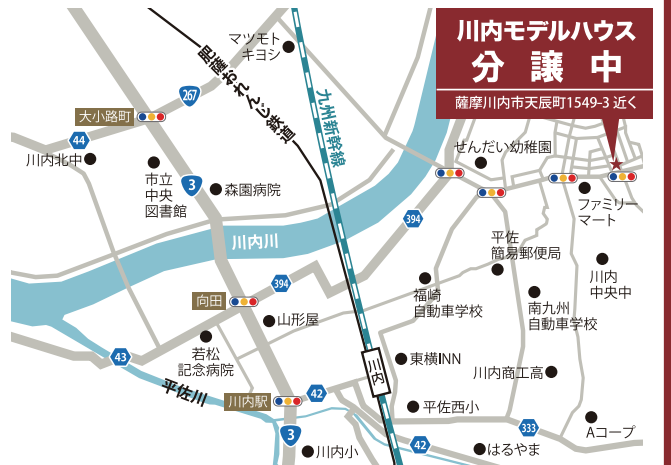 川内モデルハウス
分譲中
薩摩川内市天辰町1549-3 近く
マツモト
キヨシ
肥薩おれんじ鉄道
九州新幹線
267
大小路町
44
川内北中
市立
中央
図書館
3
森園病院
せんだい幼稚園
ファミリー
マート
394
川内川
平佐
簡易郵便局
川内
中央中
394
向田
山形屋
福崎
自動車学校
南九州
自動車学校
若松
記念病院
43
平佐川
川内
東横INN
川内商工高
川内駅
42
平佐西小
3
川内小
42
333
Aコープ
はるやま